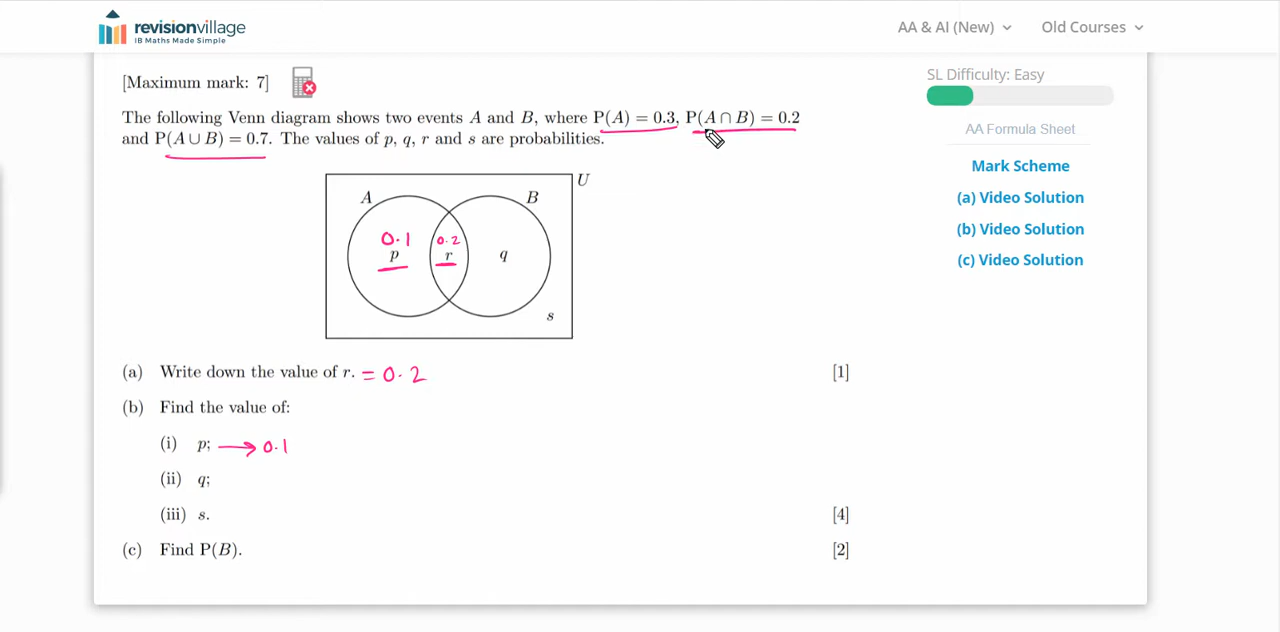 revisionvillage
IB Maths Made Simple
AA & AI (New)
Old Courses
[Maximum mark: 7]
SL Difficulty: Easy
The following Venn diagram shows two events A and B, where P(A) = 0.3, P(A ∩ B) = 0.2
and P(A ∪ B) = 0.7. The values of p, q, r and s are probabilities.
AA Formula Sheet
Mark Scheme
(a) Video Solution
(b) Video Solution
(c) Video Solution
U
A
B
0.1
0.2
p
r
q
s
(a) Write down the value of r. = 0.2 [1]
(b) Find the value of:
(i) p; → 0.1
(ii) q;
(iii) s. [4]
(c) Find P(B). [2]